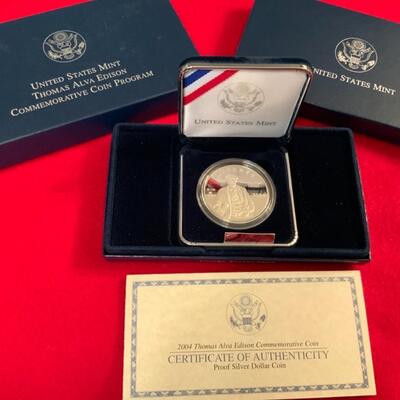 UNITED STATES MINT
THOMAS ALVA EDISON
COMMEMORATIVE COIN PROGRAM
UNITED STATES MINT
UNITED STATES MINT
2004 Thomas Alva Edison Commemorative Coin
CERTIFICATE OF AUTHENTICITY
Proof Silver Dollar Coin